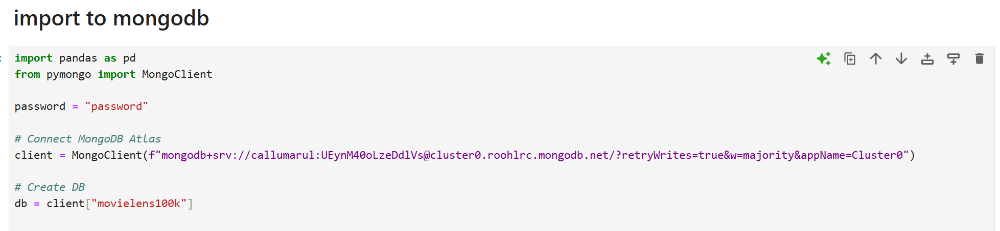 import to mongodb
import pandas as pd
from pymongo import MongoClient
password = "password"
# Connect MongoDB Atlas
client = MongoClient(f"mongodb+srv://callumarul:UEynM40oLzeDdlVs@cluster0.roohlrc.mongodb.net/?retryWrites=true&w=majority&appName=Cluster0")
# Create DB
db = client["movielens100k"]